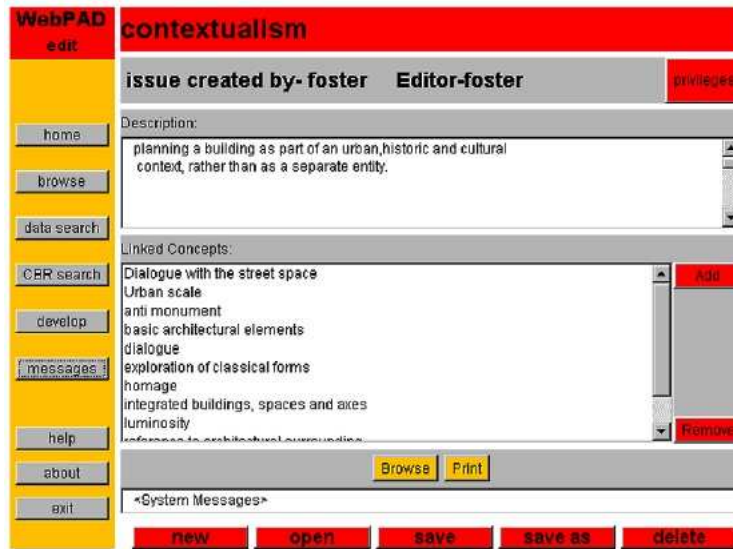 WebPAD
edit
contextualism
issue created by- foster Editor-foster
privileges
home
browse
data search
CBR search
develop
messages
help
about
exit
Description:
planning a building as part of an urban,historic and cultural
context, rather than as a separate entity.
Linked Concepts:
Dialogue with the street space
Urban scale
anti monument
basic architectural elements
dialogue
exploration of classical forms
homage
integrated buildings, spaces and axes
luminosity
reference to architectural surrounding
Add
Remove
Browse Print
<System Messages>
new open save save as delete